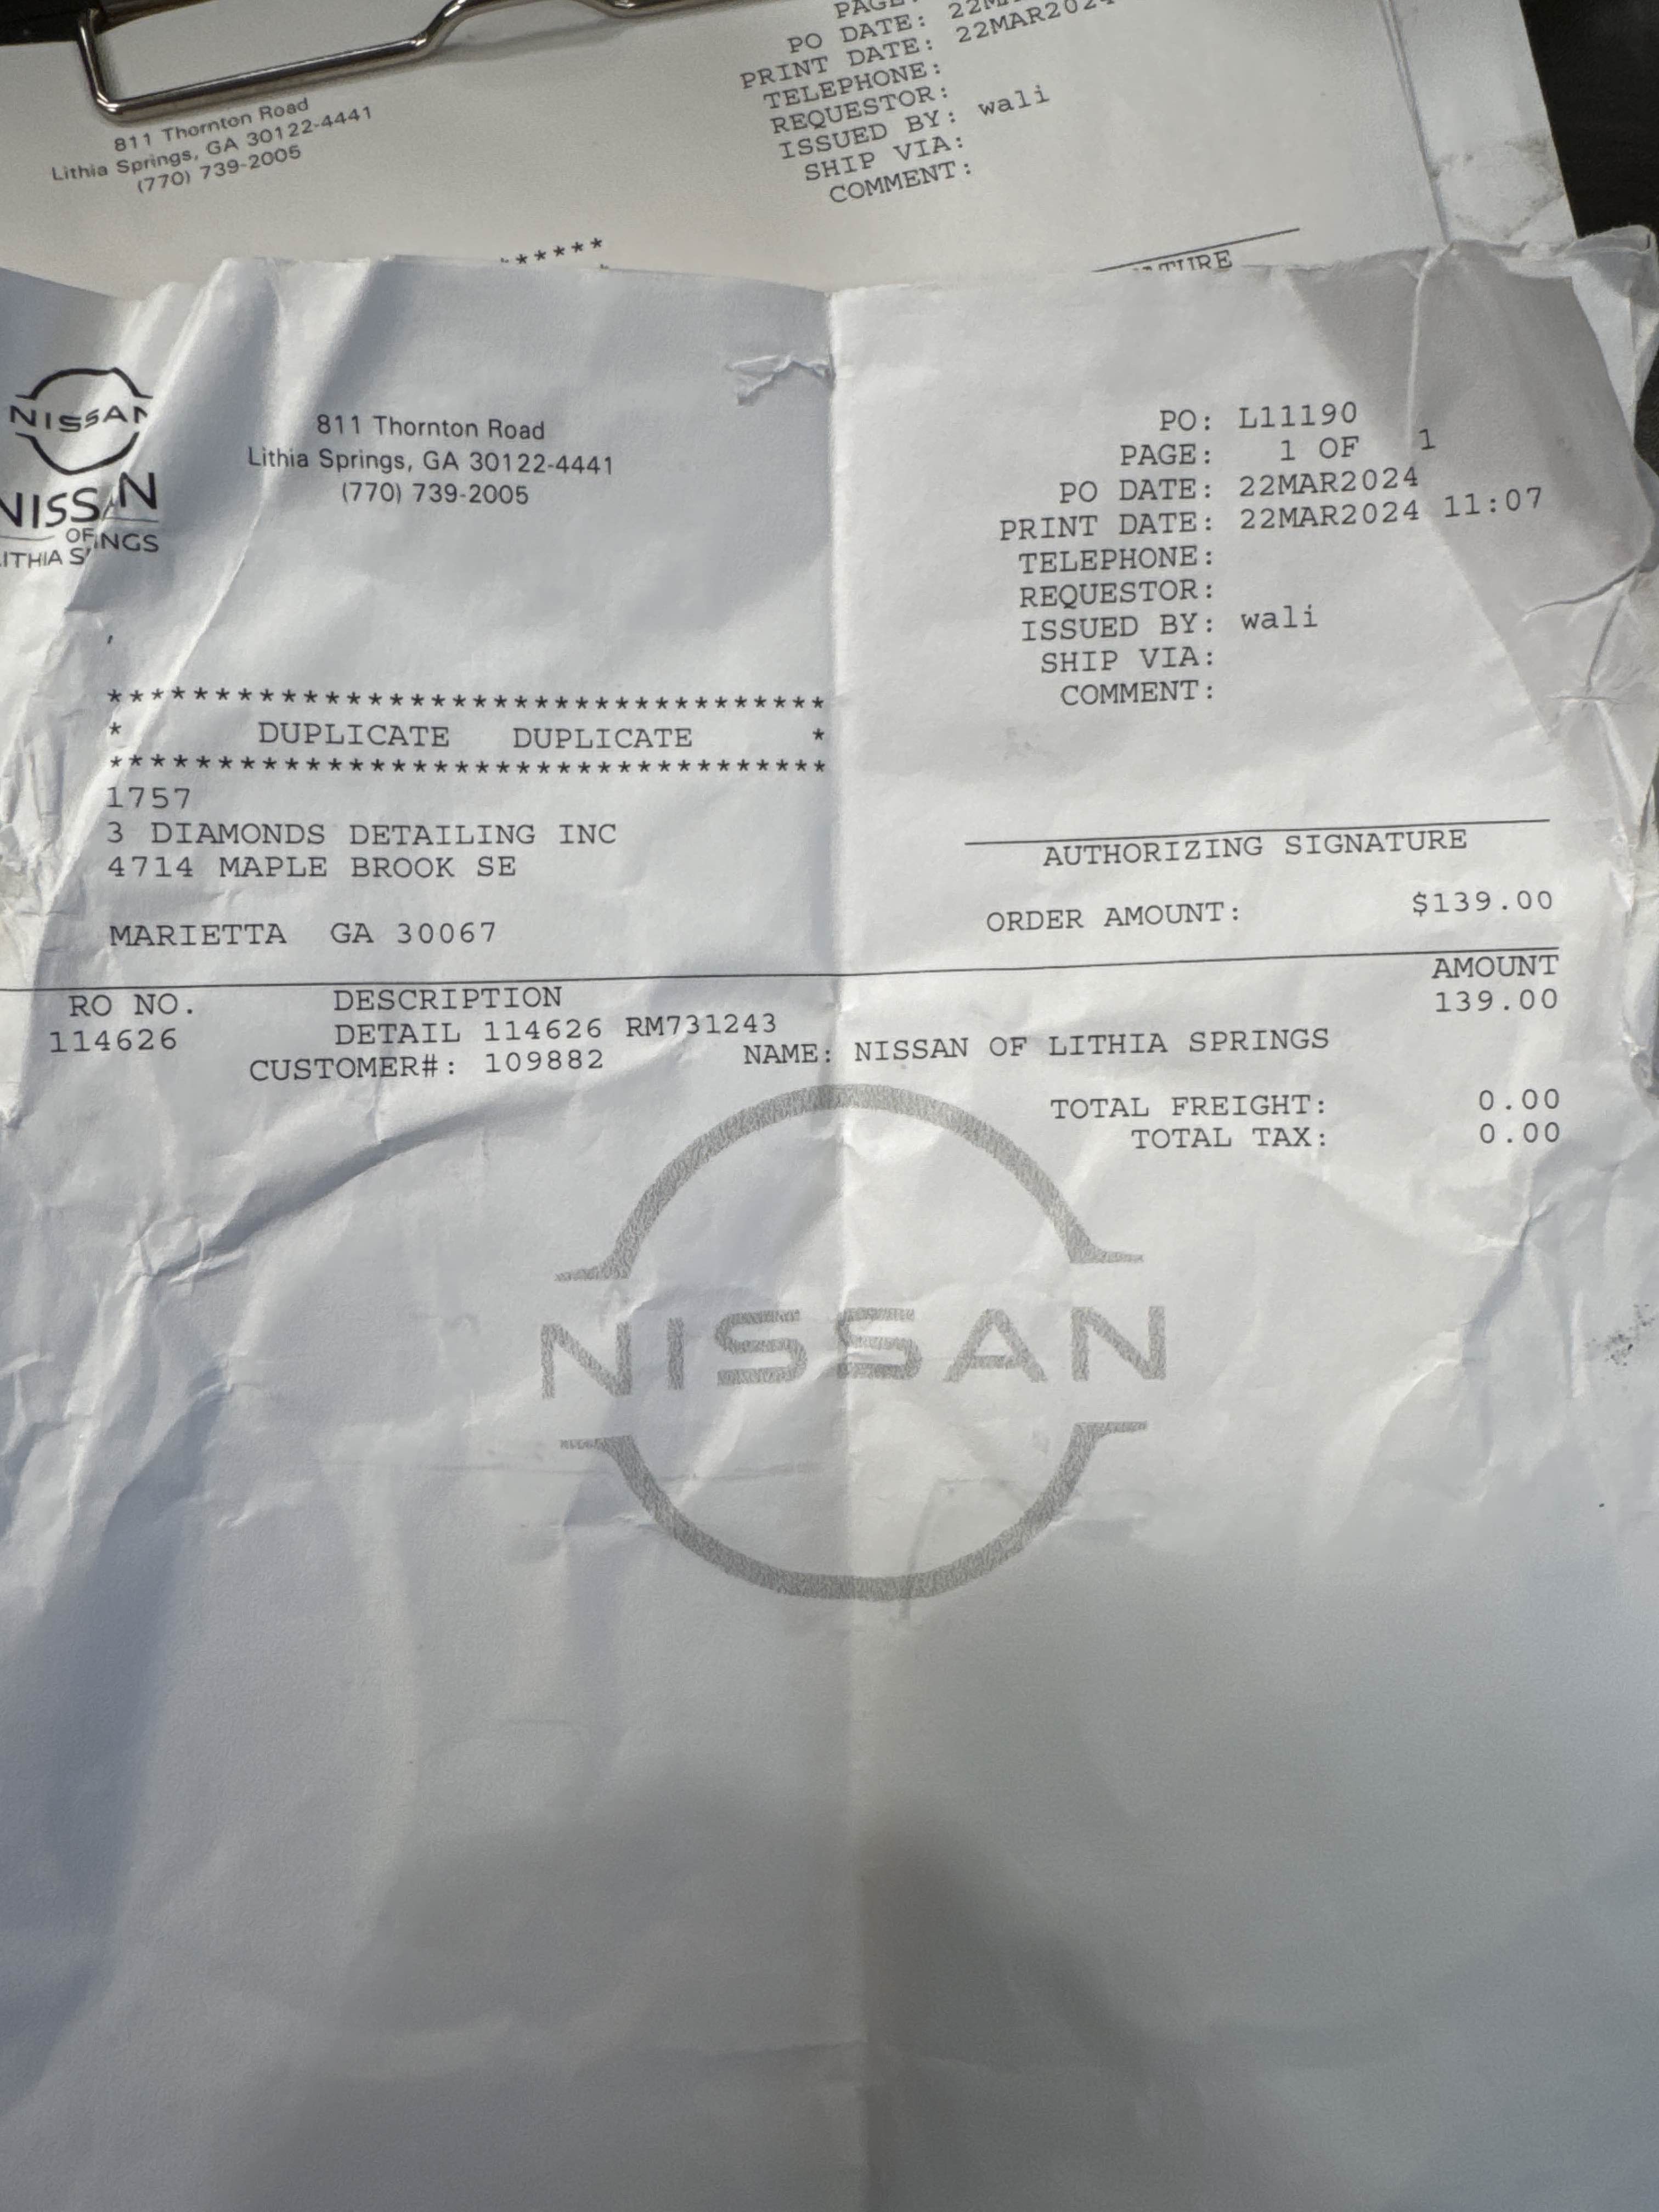 PO DATE:
PRINT DATE: 22MAR202
TELEPHONE:
REQUESTOR:
ISSUED BY: wali
SHIP VIA:
COMMENT:
811 Thornton Road
Lithia Springs, GA 30122-4441
(770) 739-2005
******
NISSAN
NISSAN
OF
811 Thornton Road
Lithia Springs, GA 30122-4441
(770) 739-2005
PO: L11190
PAGE: 1 OF 1
PO DATE: 22MAR2024
PRINT DATE: 22MAR2024 11:07
TELEPHONE:
REQUESTOR:
ISSUED BY: wali
SHIP VIA:
COMMENT:
**********************************
* DUPLICATE DUPLICATE *
**********************************
1757
3 DIAMONDS DETAILING INC
4714 MAPLE BROOK SE
MARIETTA GA 30067
AUTHORIZING SIGNATURE
ORDER AMOUNT: $139.00
RO NO. DESCRIPTION AMOUNT
114626 DETAIL 114626 RM731243 139.00
CUSTOMER#: 109882 NAME: NISSAN OF LITHIA SPRINGS
TOTAL FREIGHT: 0.00
TOTAL TAX: 0.00
NISSAN